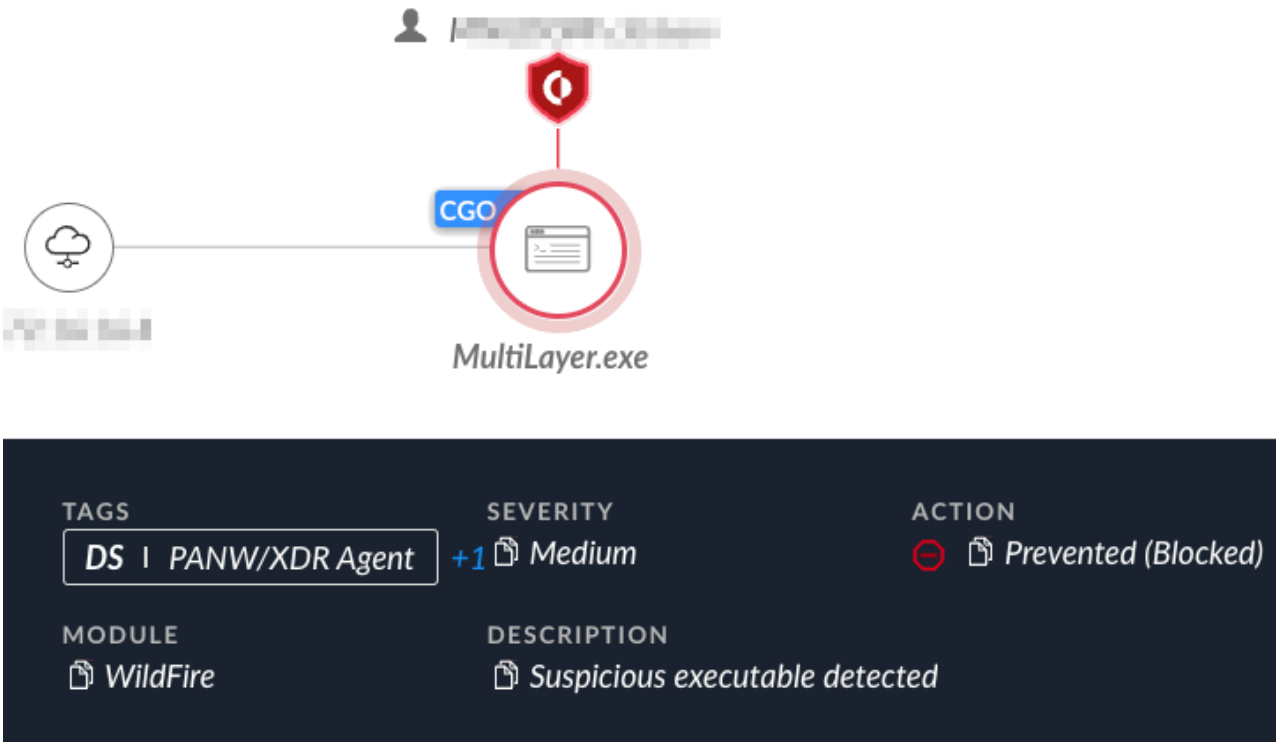 CGO
MultiLayer.exe
TAGS
SEVERITY
ACTION
DS | PANW/XDR Agent +1
Medium
Prevented (Blocked)
MODULE
DESCRIPTION
WildFire
Suspicious executable detected